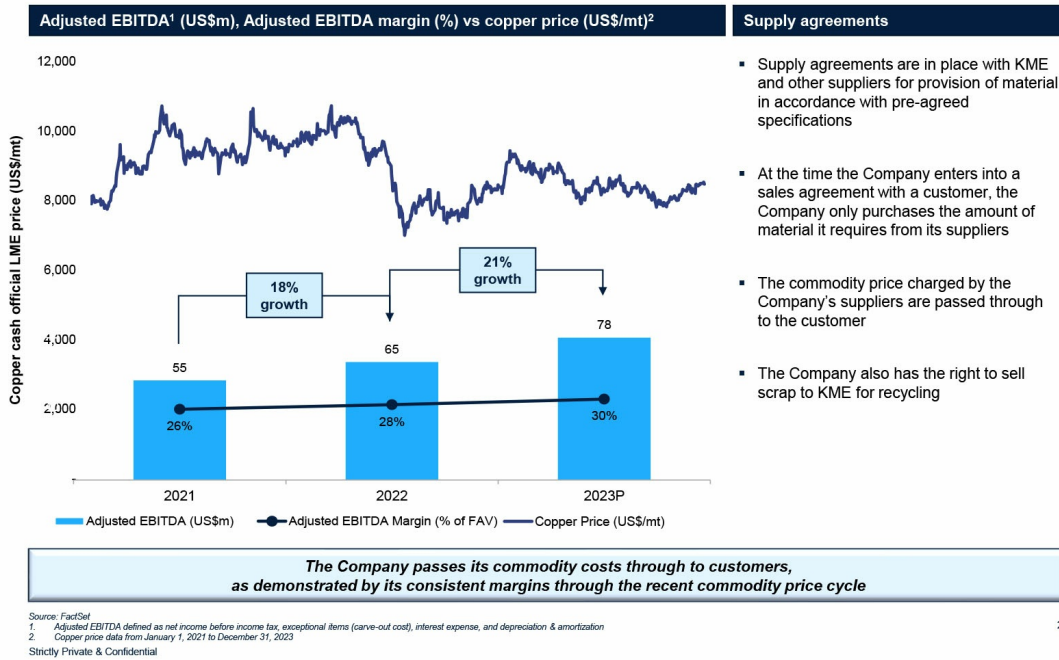 Adjusted EBITDA¹ (US$m), Adjusted EBITDA margin (%) vs copper price (US$/mt)²
Copper cash official LME price (US$/mt)
12,000
10,000
8,000
6,000
4,000
2,000
-
18%
growth
21%
growth
55
65
78
26%
28%
30%
2021
2022
2023P
Adjusted EBITDA (US$m)
Adjusted EBITDA Margin (% of FAV)
Copper Price (US$/mt)
Supply agreements
▪ Supply agreements are in place with KME
and other suppliers for provision of material
in accordance with pre-agreed
specifications
▪ At the time the Company enters into a
sales agreement with a customer, the
Company only purchases the amount of
material it requires from its suppliers
▪ The commodity price charged by the
Company's suppliers are passed through
to the customer
▪ The Company also has the right to sell
scrap to KME for recycling
The Company passes its commodity costs through to customers,
as demonstrated by its consistent margins through the recent commodity price cycle
Source: FactSet
1. Adjusted EBITDA defined as net income before income tax, exceptional items (carve-out cost), interest expense, and depreciation & amortization
2. Copper price data from January 1, 2021 to December 31, 2023
Strictly Private & Confidential